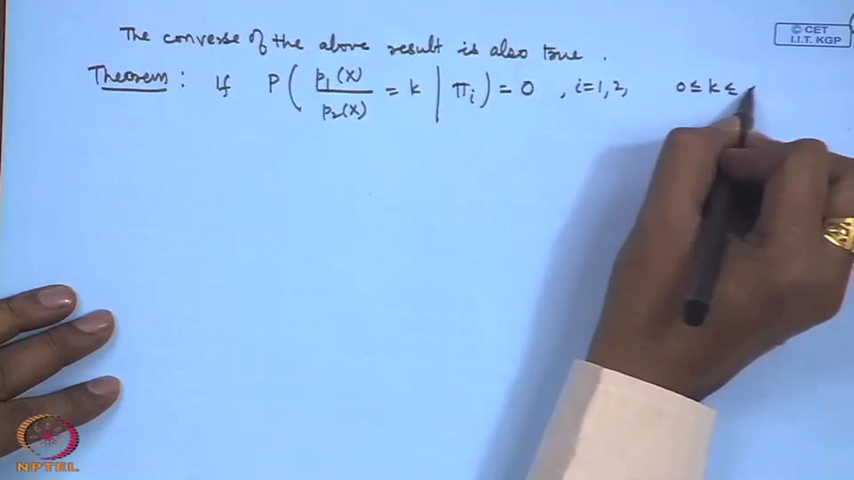 The converse of the above result is also true.
© CET
I.I.T. KGP
Theorem : If P( p₁(X) / p₂(X) = k | Πᵢ ) = 0 , i=1,2, 0 ≤ k ≤
NPTEL